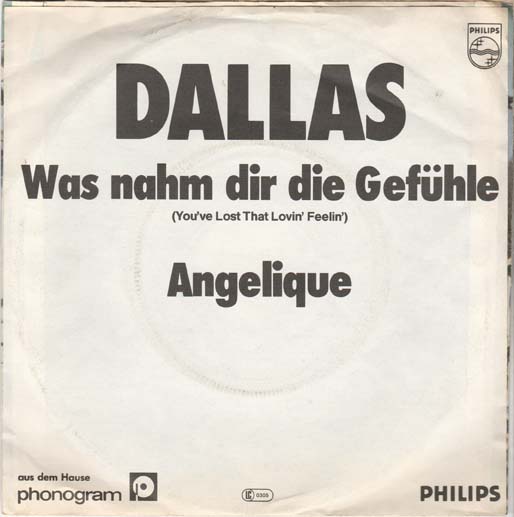 PHILIPS
DALLAS
Was nahm dir die Gefühle
(You've Lost That Lovin' Feelin')
Angelique
aus dem Hause
phonogram
LC 0305
PHILIPS